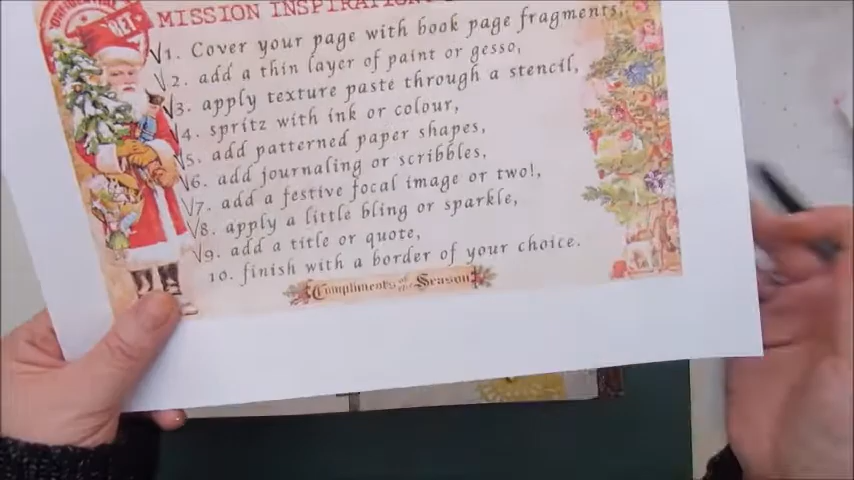 MISSION INSPIRATION
1. Cover your page with book page fragments,
2. add a thin layer of paint or gesso,
3. apply texture paste through a stencil,
4. spritz with ink or colour,
5. add patterned paper shapes,
6. add journaling or scribbles,
7. add a festive focal image or two!,
8. apply a little bling or sparkle,
9. add a title or quote,
10. finish with a border of your choice.
Compliments of the Season